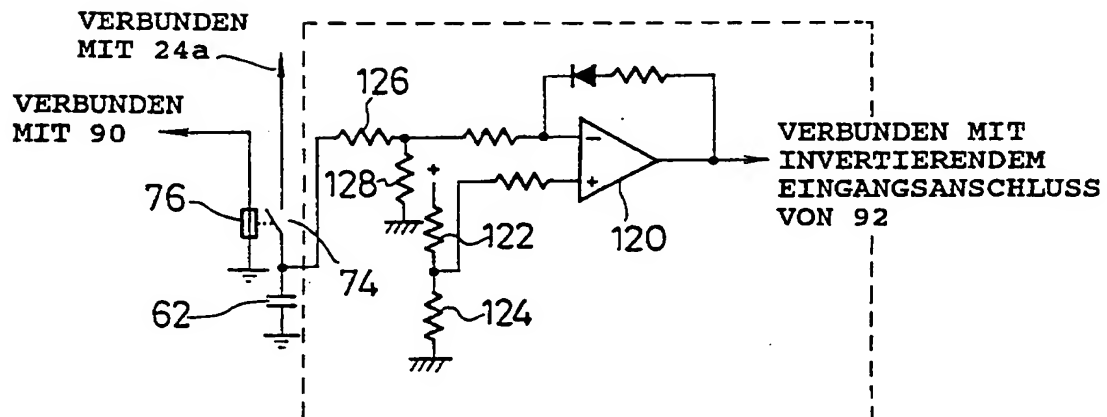 VERBUNDEN
MIT 24a
VERBUNDEN
MIT 90
126
128
76
74
62
122
124
120
VERBUNDEN MIT
INVERTIERENDEM
EINGANGSANSCHLUSS
VON 92
+
−
+